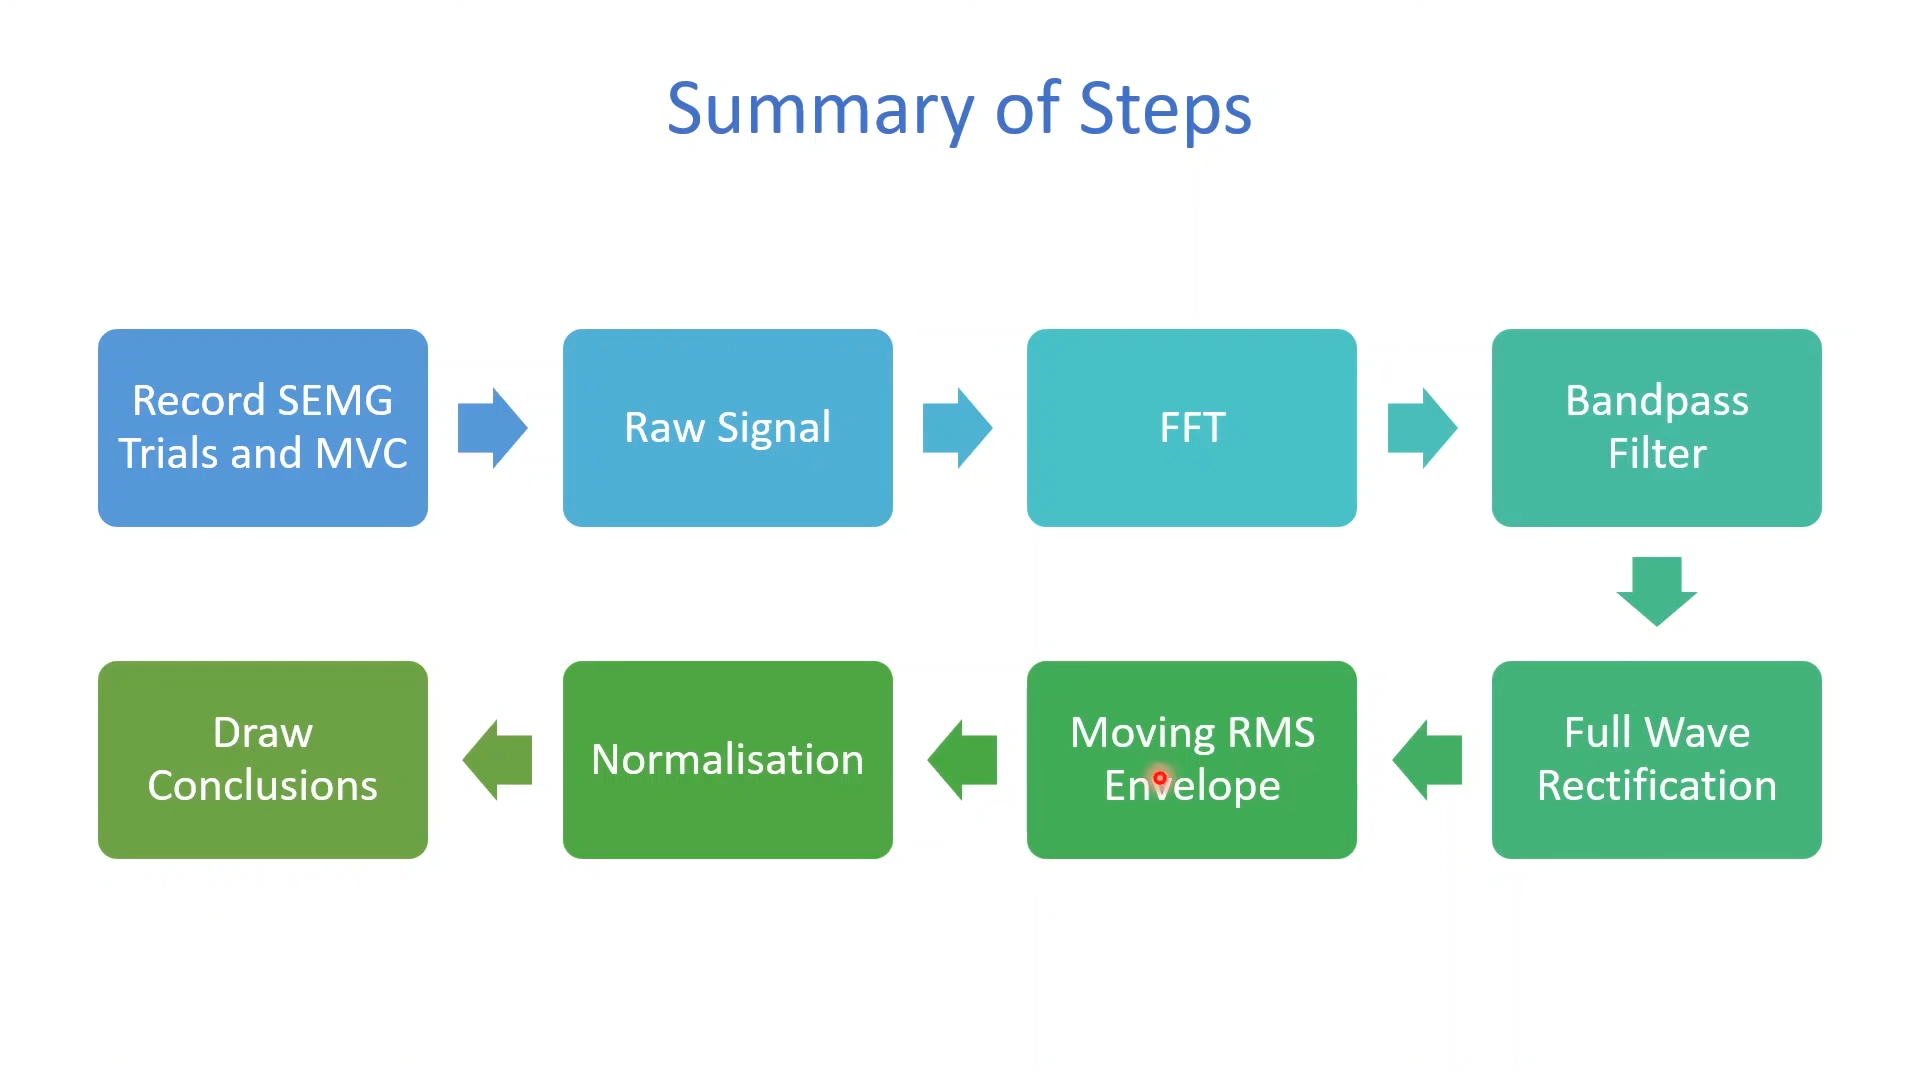 Summary of Steps
Record SEMG
Trials and MVC
Raw Signal
FFT
Bandpass
Filter
Full Wave
Rectification
Moving RMS
Envelope
Normalisation
Draw
Conclusions